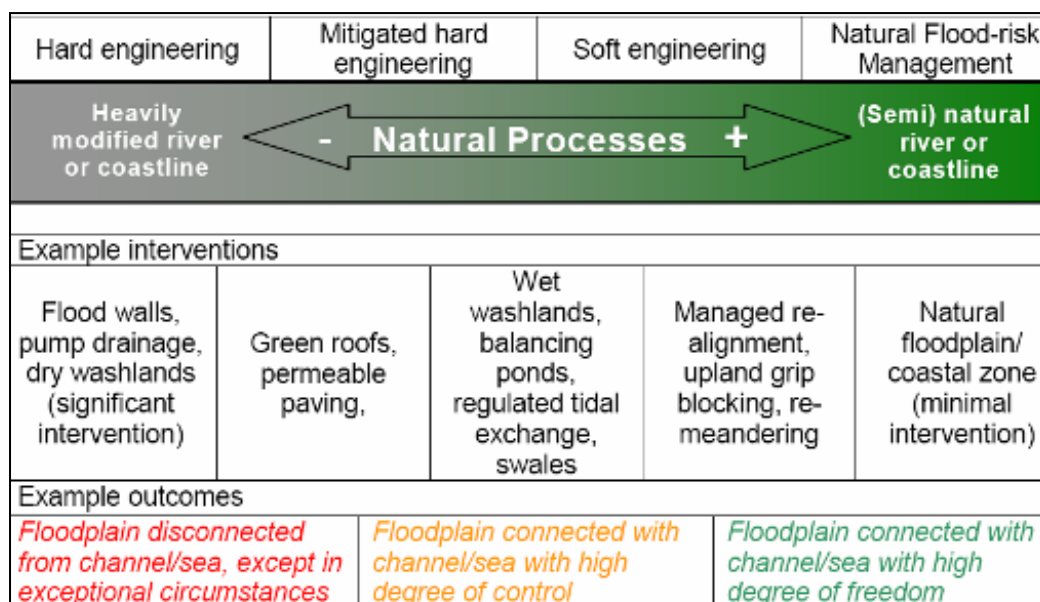 Hard engineering
Mitigated hard
engineering
Soft engineering
Natural Flood-risk
Management
Heavily
modified river
or coastline
- Natural Processes +
(Semi) natural
river or
coastline
Example interventions
Flood walls,
pump drainage,
dry washlands
(significant
intervention)
Green roofs,
permeable
paving,
Wet
washlands,
balancing
ponds,
regulated tidal
exchange,
swales
Managed re-
alignment,
upland grip
blocking, re-
meandering
Natural
floodplain/
coastal zone
(minimal
intervention)
Example outcomes
Floodplain disconnected
from channel/sea, except in
exceptional circumstances
Floodplain connected with
channel/sea with high
degree of control
Floodplain connected with
channel/sea with high
degree of freedom